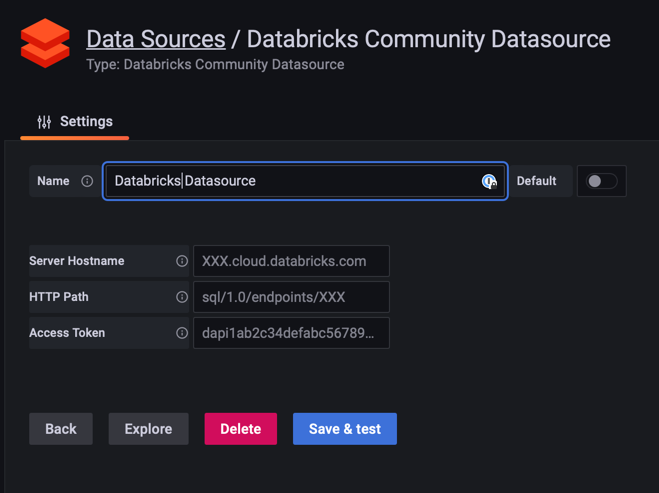 Data Sources / Databricks Community Datasource
Type: Databricks Community Datasource
Settings
Name Databricks Datasource Default
Server Hostname XXX.cloud.databricks.com
HTTP Path sql/1.0/endpoints/XXX
Access Token dapi1ab2c34defabc56789...
Back Explore Delete Save & test